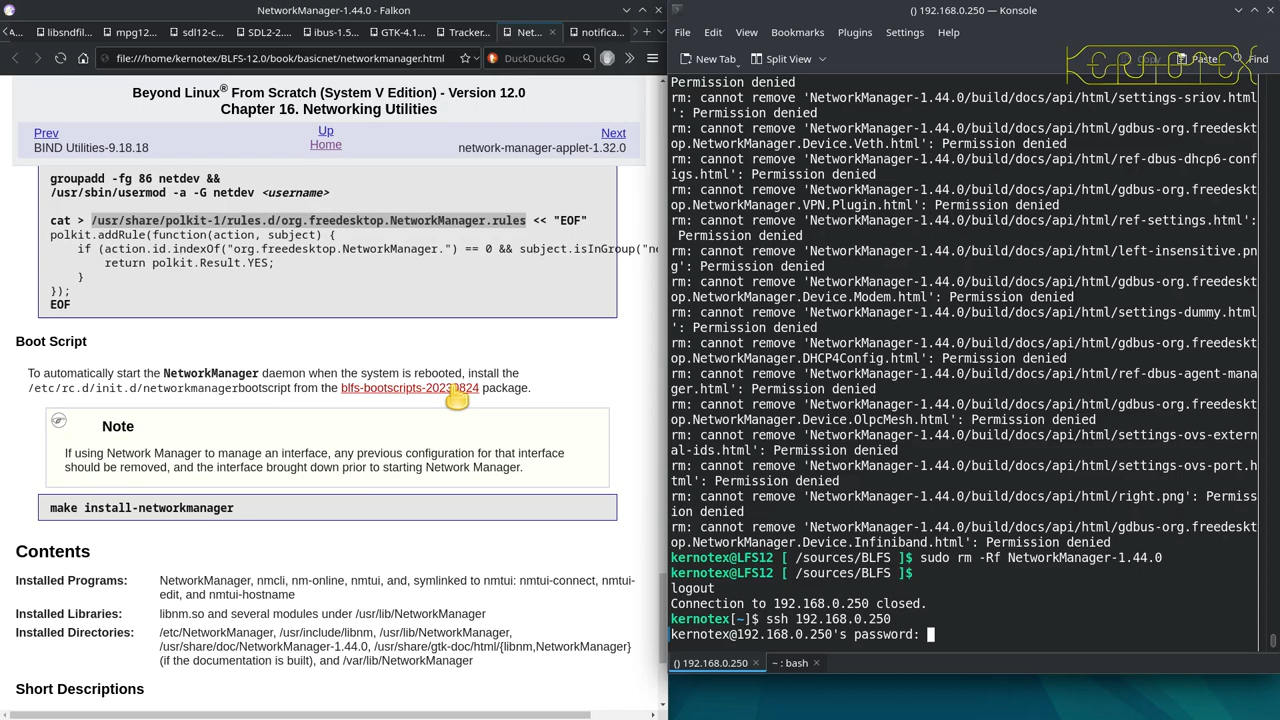 NetworkManager-1.44.0 - Falkon
libsndfil...
mpg12...
sdl12-c...
SDL2-2....
ibus-1.5...
GTK-4.1...
Tracker...
Net...
notifica...
file:///home/kernotex/BLFS-12.0/book/basicnet/networkmanager.html
DuckDuckGo
Beyond Linux® From Scratch (System V Edition) - Version 12.0
Chapter 16. Networking Utilities
Prev
Up
Next
BIND Utilities-9.18.18
Home
network-manager-applet-1.32.0
groupadd -fg 86 netdev &&
/usr/sbin/usermod -a -G netdev <username>
cat > /usr/share/polkit-1/rules.d/org.freedesktop.NetworkManager.rules << "EOF"
polkit.addRule(function(action, subject) {
if (action.id.indexOf("org.freedesktop.NetworkManager.") == 0 && subject.isInGroup("ne
return polkit.Result.YES;
}
});
EOF
Boot Script
To automatically start the NetworkManager daemon when the system is rebooted, install the
/etc/rc.d/init.d/networkmanagerbootscript from the blfs-bootscripts-20230824 package.
Note
If using Network Manager to manage an interface, any previous configuration for that interface
should be removed, and the interface brought down prior to starting Network Manager.
make install-networkmanager
Contents
Installed Programs: NetworkManager, nmcli, nm-online, nmtui, and, symlinked to nmtui: nmtui-connect, nmtui-
edit, and nmtui-hostname
Installed Libraries: libnm.so and several modules under /usr/lib/NetworkManager
Installed Directories: /etc/NetworkManager, /usr/include/libnm, /usr/lib/NetworkManager,
/usr/share/doc/NetworkManager-1.44.0, /usr/share/gtk-doc/html/{libnm,NetworkManager}
(if the documentation is built), and /var/lib/NetworkManager
Short Descriptions
() 192.168.0.250 — Konsole
File Edit View Bookmarks Plugins Settings Help
New Tab
Split View
Copy
Paste
Find
KERNOTEX
Permission denied
rm: cannot remove 'NetworkManager-1.44.0/build/docs/api/html/settings-sriov.html
': Permission denied
rm: cannot remove 'NetworkManager-1.44.0/build/docs/api/html/gdbus-org.freedeskt
op.NetworkManager.Device.Veth.html': Permission denied
rm: cannot remove 'NetworkManager-1.44.0/build/docs/api/html/ref-dbus-dhcp6-conf
igs.html': Permission denied
rm: cannot remove 'NetworkManager-1.44.0/build/docs/api/html/gdbus-org.freedeskt
op.NetworkManager.VPN.Plugin.html': Permission denied
rm: cannot remove 'NetworkManager-1.44.0/build/docs/api/html/ref-settings.html':
Permission denied
rm: cannot remove 'NetworkManager-1.44.0/build/docs/api/html/left-insensitive.pn
g': Permission denied
rm: cannot remove 'NetworkManager-1.44.0/build/docs/api/html/gdbus-org.freedeskt
op.NetworkManager.Device.Modem.html': Permission denied
rm: cannot remove 'NetworkManager-1.44.0/build/docs/api/html/settings-dummy.html
': Permission denied
rm: cannot remove 'NetworkManager-1.44.0/build/docs/api/html/gdbus-org.freedeskt
op.NetworkManager.DHCP4Config.html': Permission denied
rm: cannot remove 'NetworkManager-1.44.0/build/docs/api/html/ref-dbus-agent-mana
ger.html': Permission denied
rm: cannot remove 'NetworkManager-1.44.0/build/docs/api/html/gdbus-org.freedeskt
op.NetworkManager.Device.OlpcMesh.html': Permission denied
rm: cannot remove 'NetworkManager-1.44.0/build/docs/api/html/settings-ovs-extern
al-ids.html': Permission denied
rm: cannot remove 'NetworkManager-1.44.0/build/docs/api/html/settings-ovs-port.h
tml': Permission denied
rm: cannot remove 'NetworkManager-1.44.0/build/docs/api/html/right.png': Permiss
ion denied
rm: cannot remove 'NetworkManager-1.44.0/build/docs/api/html/gdbus-org.freedeskt
op.NetworkManager.Device.Infiniband.html': Permission denied
kernotex@LFS12 [ /sources/BLFS ]$ sudo rm -Rf NetworkManager-1.44.0
kernotex@LFS12 [ /sources/BLFS ]$
logout
Connection to 192.168.0.250 closed.
kernotex[~]$ ssh 192.168.0.250
kernotex@192.168.0.250's password:
() 192.168.0.250
~ : bash